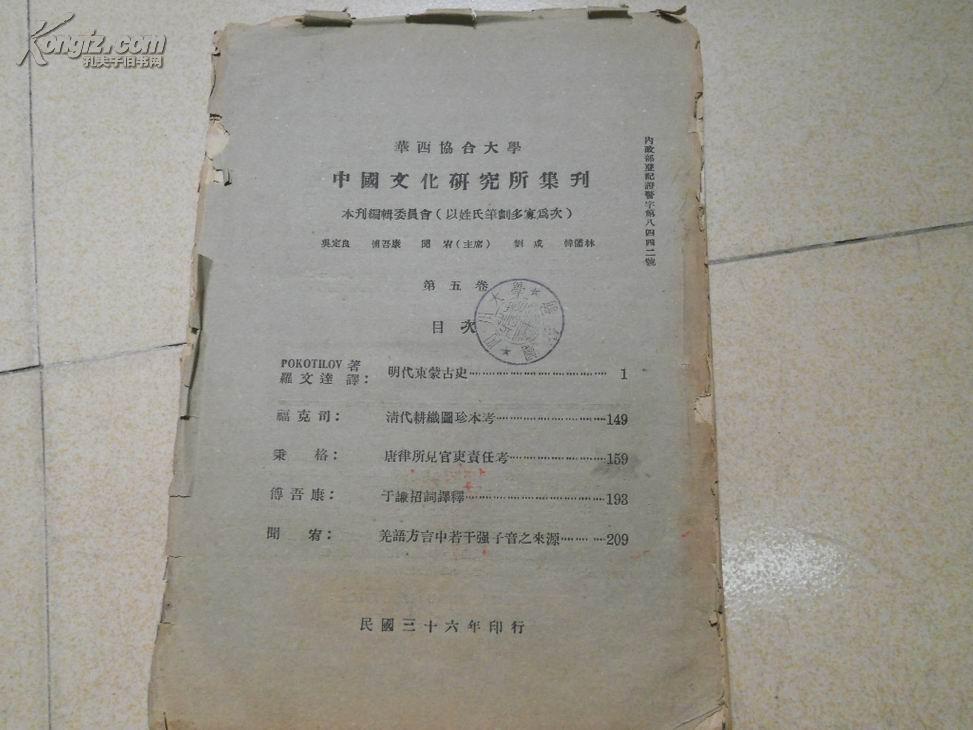 Kongfz.com
孔夫子旧书网
華西協合大學
中國文化研究所集刊
本刊編輯委員會（以姓氏筆劃多寡爲次）
吳定良 傅吾康 聞宥（主席） 劉咸 韓儒林
內政部登記證警字第八四四二號
第五卷
目次
POKOTILOV 著
羅文達 譯： 明代東蒙古史 1
福克司： 清代耕織圖珍本考 149
秉格： 唐律所見官吏責任考 159
傅吾康： 于謙招詞譯釋 193
聞宥： 羌語方言中若干强子音之來源 209
民國三十六年印行